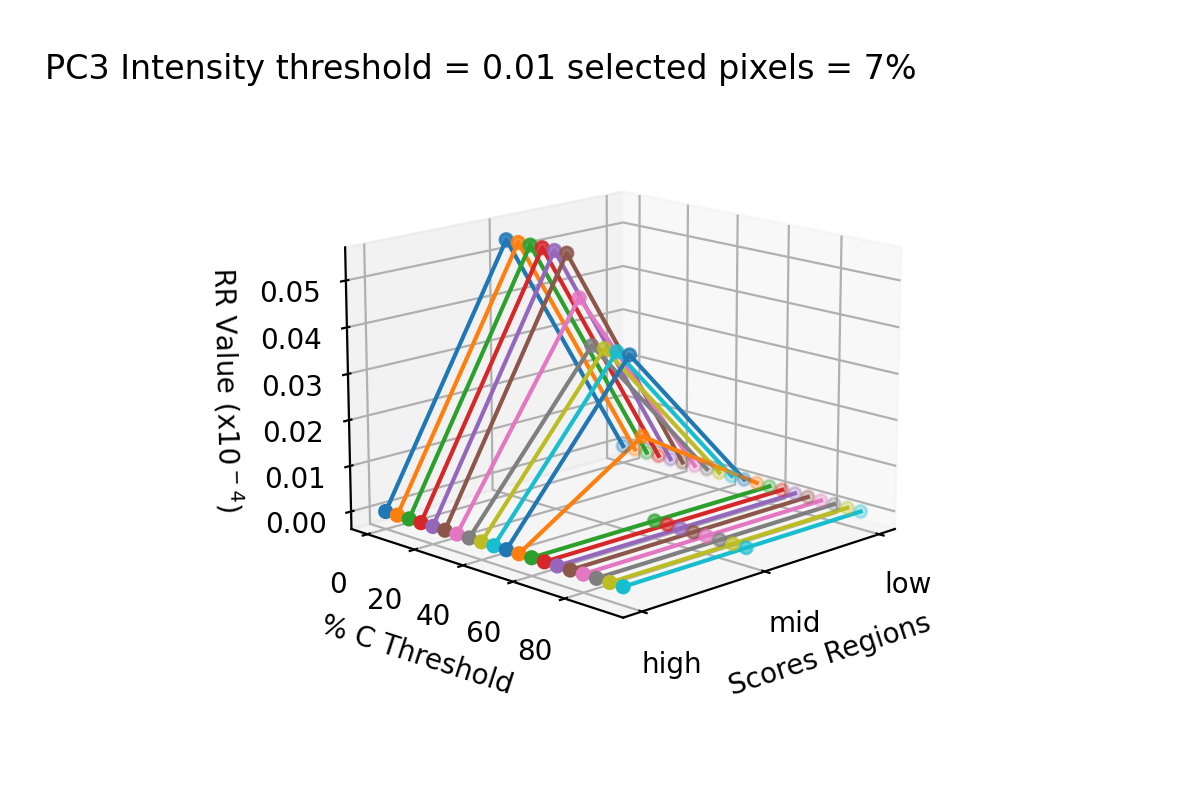 PC3 Intensity threshold = 0.01 selected pixels = 7%
RR Value (x10⁻⁴)
0.05
0.04
0.03
0.02
0.01
0.00
0
20
40
60
80
% C Threshold
high
mid
low
Scores Regions